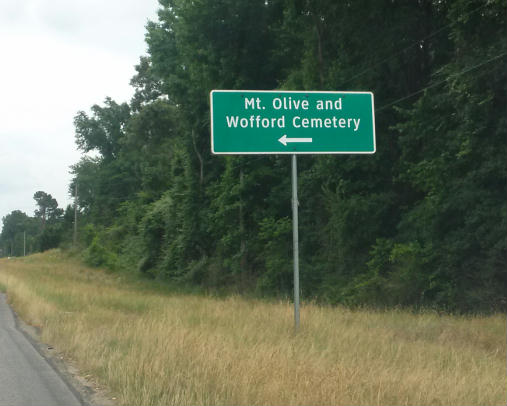 Mt. Olive and
Wofford Cemetery
←